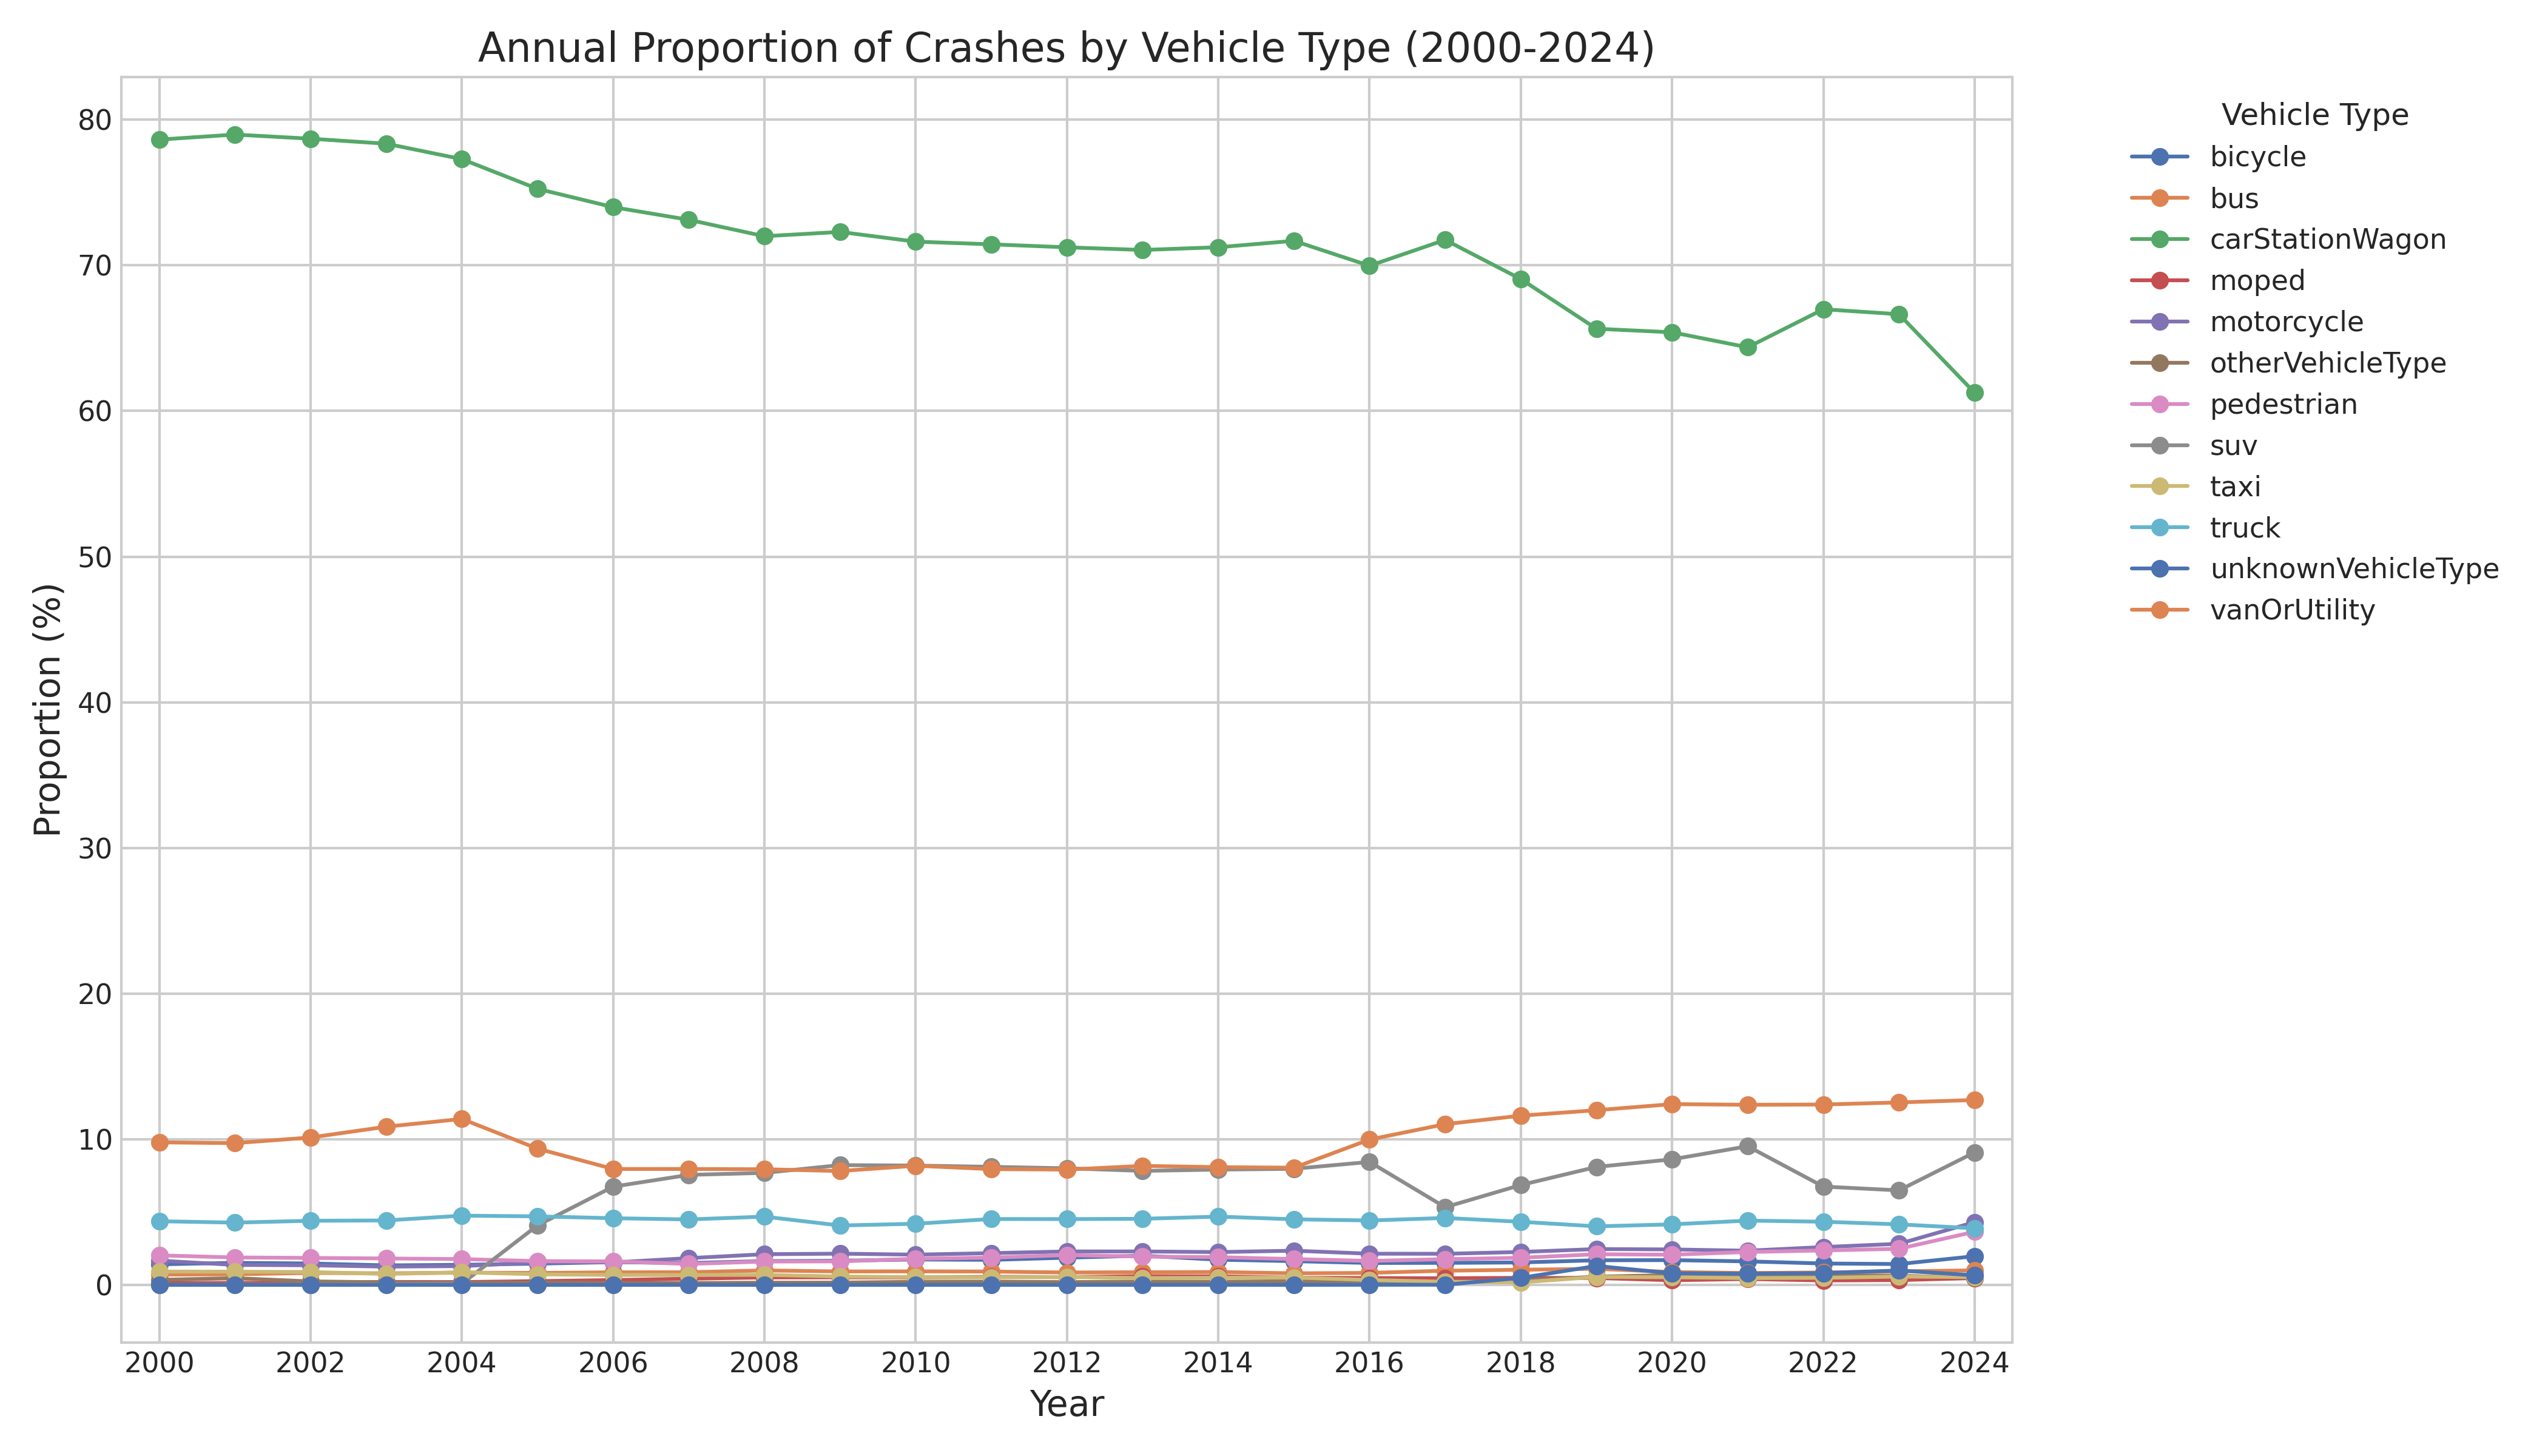 Annual Proportion of Crashes by Vehicle Type (2000-2024)
Proportion (%)
80
70
60
50
40
30
20
10
0
2000 2002 2004 2006 2008 2010 2012 2014 2016 2018 2020 2022 2024
Year
Vehicle Type
bicycle
bus
carStationWagon
moped
motorcycle
otherVehicleType
pedestrian
suv
taxi
truck
unknownVehicleType
vanOrUtility